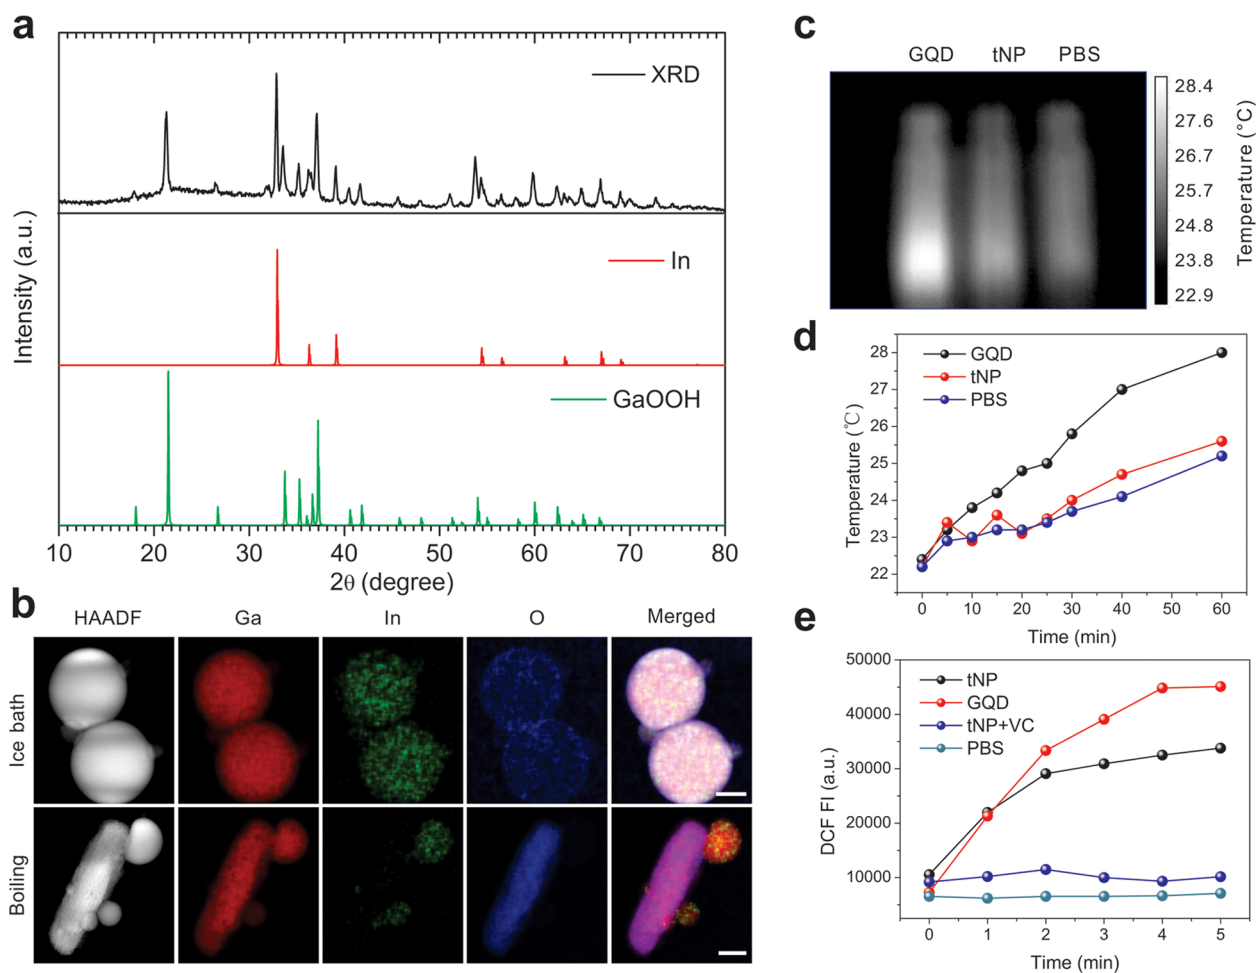 a
XRD
In
GaOOH
Intensity (a.u.)
10 20 30 40 50 60 70 80
2θ (degree)
b
HAADF Ga In O Merged
Ice bath
Boiling
c
GQD tNP PBS
28.4
27.6
26.7
25.7
24.8
23.8
22.9
Temperature (°C)
d
GQD
tNP
PBS
28
27
26
25
24
23
22
Temperature (℃)
0 10 20 30 40 50 60
Time (min)
e
tNP
GQD
tNP+VC
PBS
50000
40000
30000
20000
10000
DCF FI (a.u.)
0 1 2 3 4 5
Time (min)